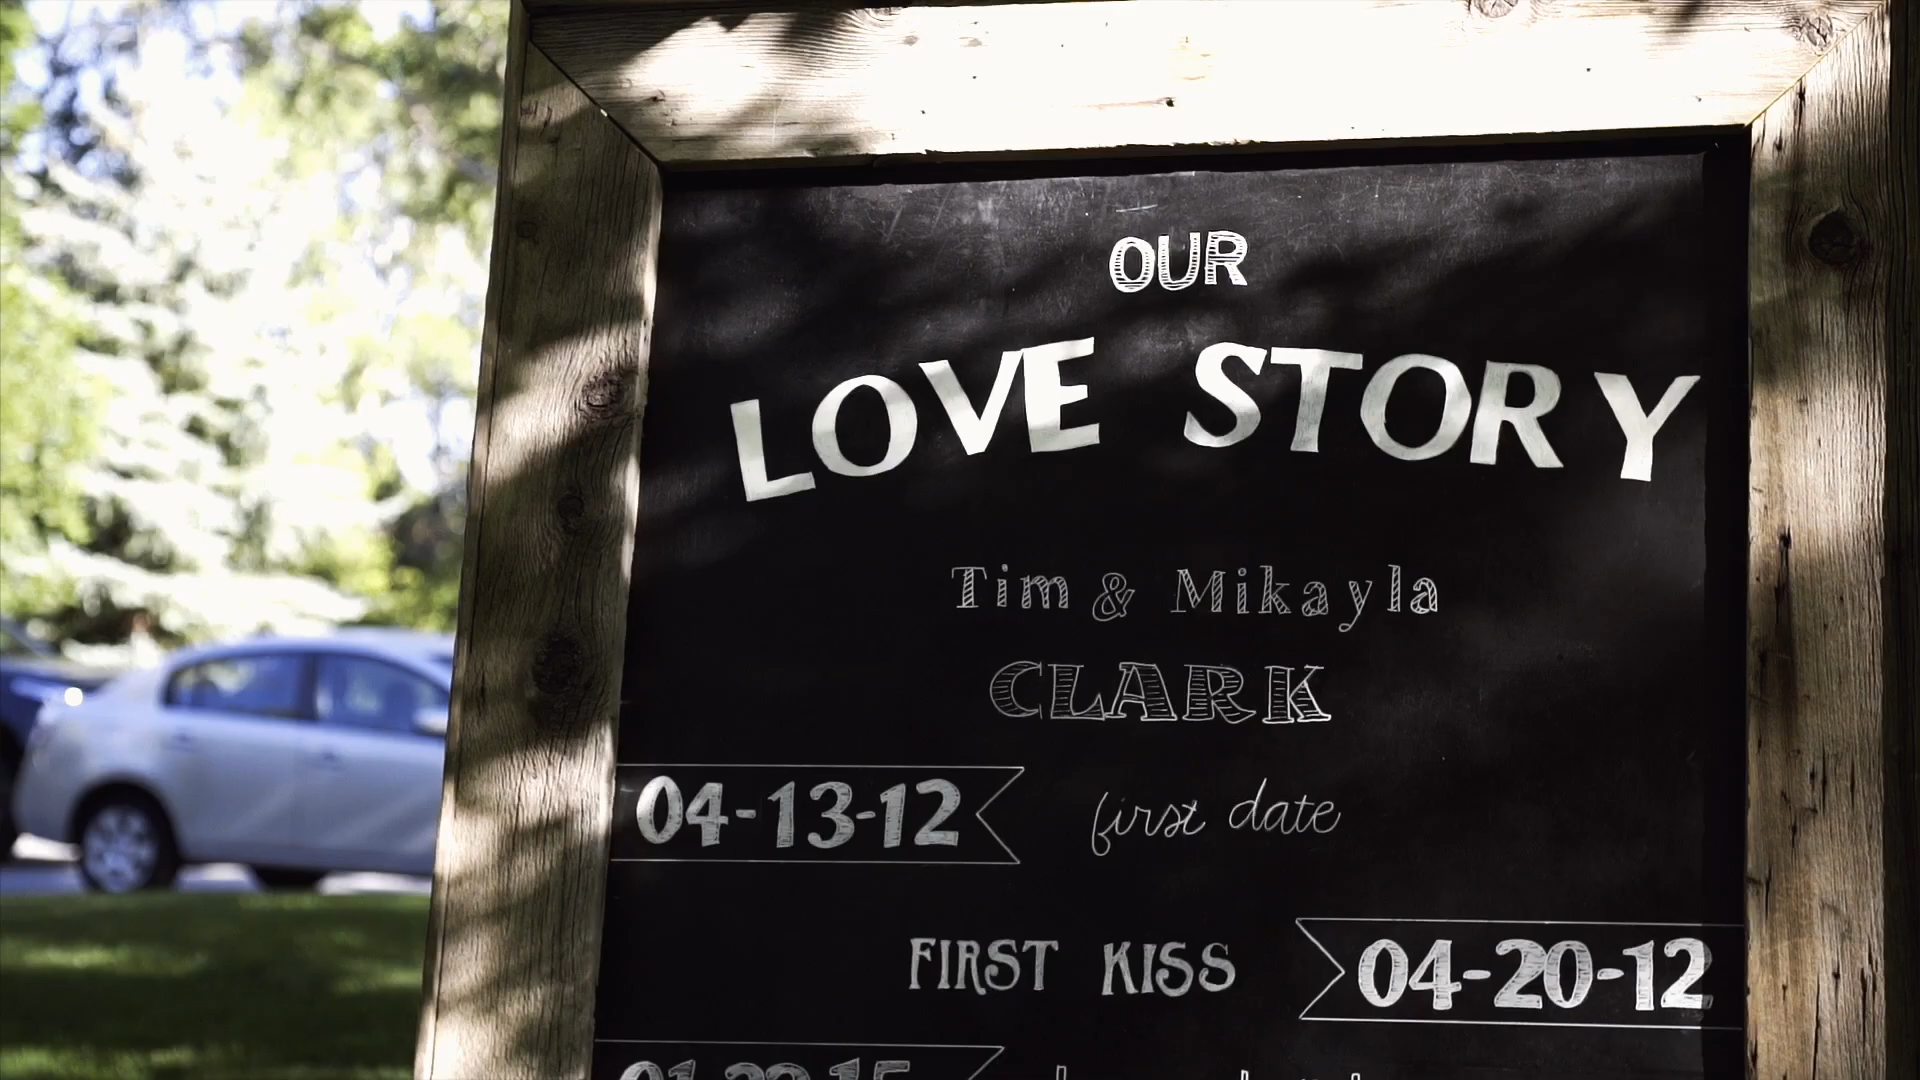 OUR
LOVE STORY
Tim & Mikayla
CLARK
04-13-12 first date
FIRST KISS 04-20-12